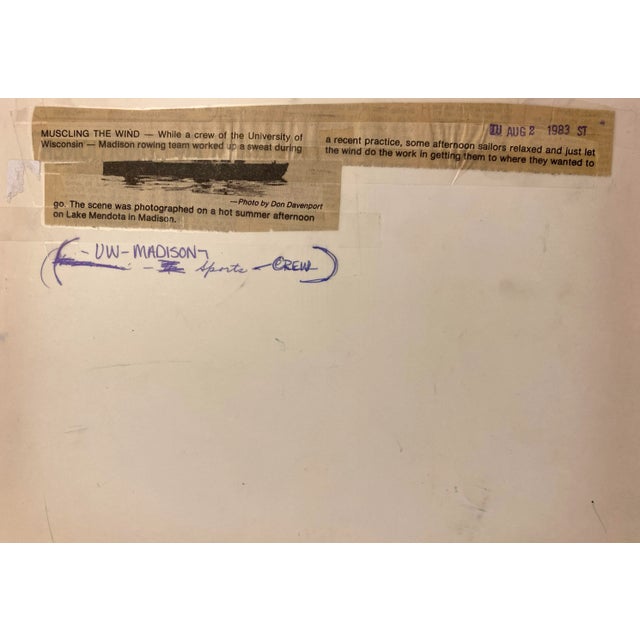 MUSCLING THE WIND — While a crew of the University of
Wisconsin — Madison rowing team worked up a sweat during
a recent practice, some afternoon sailors relaxed and just let
the wind do the work in getting them to where they wanted to
go. The scene was photographed on a hot summer afternoon
on Lake Mendota in Madison.
—Photo by Don Davenport
TU AUG 2 1983 ST
(-UW-MADISON-
- Sports - CREW)